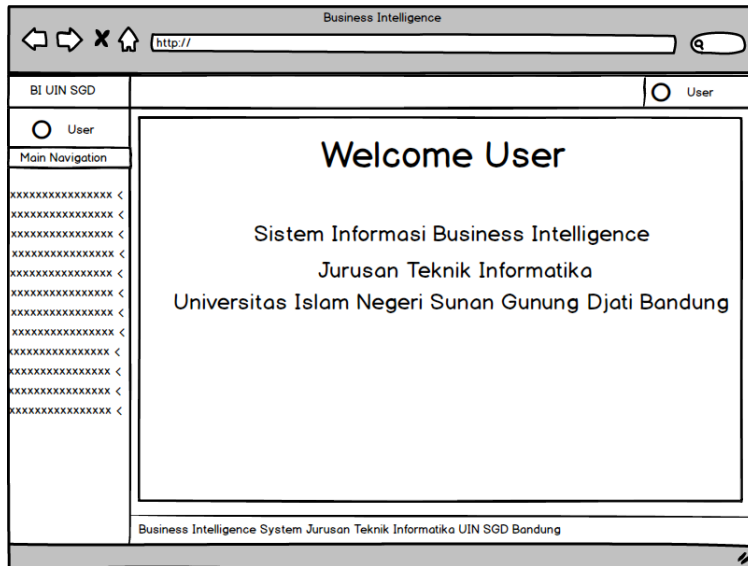 Business Intelligence
http://
BI UIN SGD
User
User
Main Navigation
xxxxxxxxxxxxxxxx <
xxxxxxxxxxxxxxxx <
xxxxxxxxxxxxxxxx <
xxxxxxxxxxxxxxxx <
xxxxxxxxxxxxxxxx <
xxxxxxxxxxxxxxxx <
xxxxxxxxxxxxxxxx <
xxxxxxxxxxxxxxxx <
xxxxxxxxxxxxxxxx <
xxxxxxxxxxxxxxxx <
xxxxxxxxxxxxxxxx <
xxxxxxxxxxxxxxxx <
Welcome User
Sistem Informasi Business Intelligence
Jurusan Teknik Informatika
Universitas Islam Negeri Sunan Gunung Djati Bandung
Business Intelligence System Jurusan Teknik Informatika UIN SGD Bandung